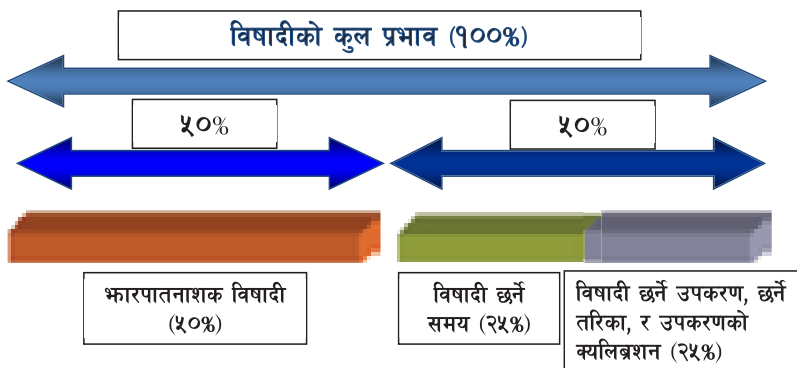 विषादीको कुल प्रभाव (१००%)
५०%
५०%
झारपातनाशक विषादी
(५०%)
विषादी छर्ने
समय (२५%)
विषादी छर्ने उपकरण, छर्ने
तरिका, र उपकरणको
क्यलिब्रशन (२५%)